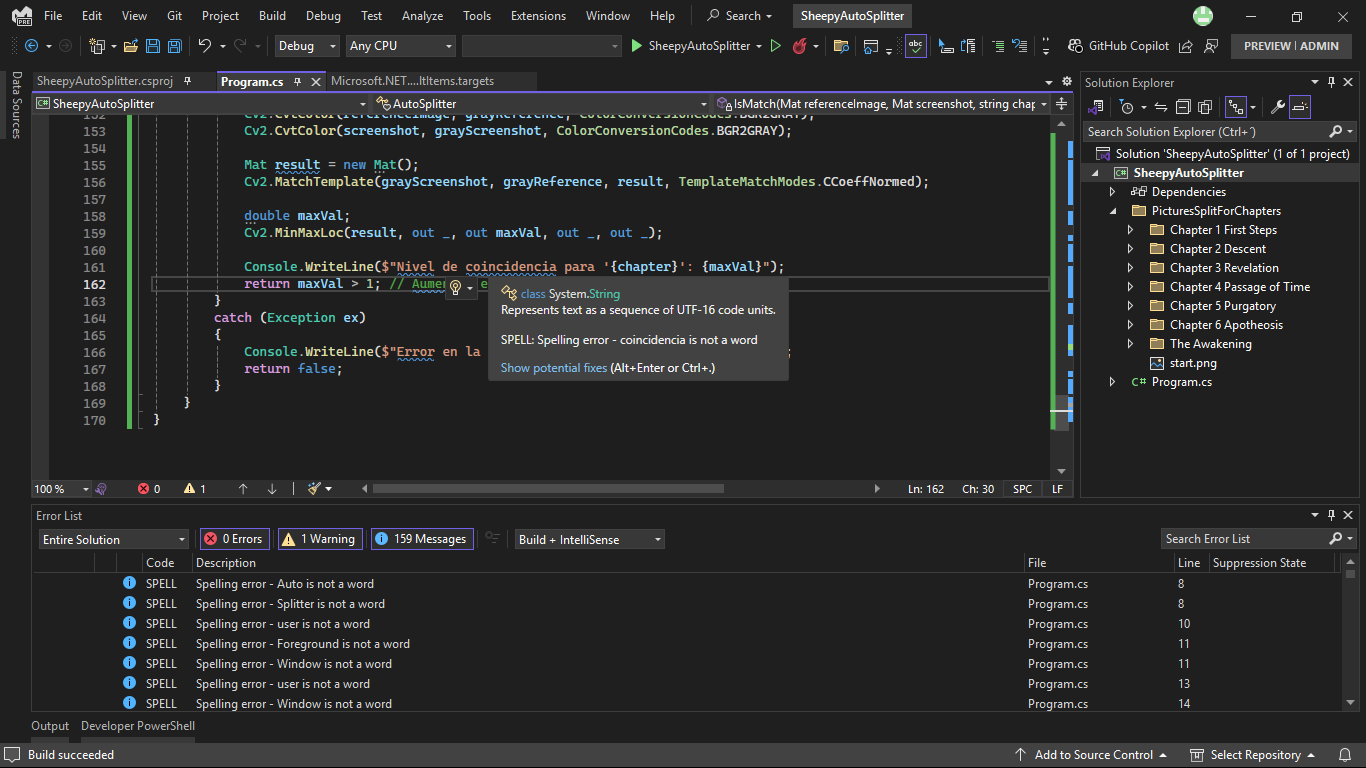 File Edit View Git Project Build Debug Test Analyze Tools Extensions Window Help Search SheepyAutoSplitter
PRE
Debug Any CPU SheepyAutoSplitter abc GitHub Copilot PREVIEW | ADMIN
Data Sources
SheepyAutoSplitter.csproj Program.cs Microsoft.NET....ItItems.targets
C# SheepyAutoSplitter AutoSplitter IsMatch(Mat referenceImage, Mat screenshot, string chap
152 Cv2.CvtColor(referenceImage, grayReference, ColorConversionCodes.BGR2GRAY);
153 Cv2.CvtColor(screenshot, grayScreenshot, ColorConversionCodes.BGR2GRAY);
154
155 Mat result = new Mat();
156 Cv2.MatchTemplate(grayScreenshot, grayReference, result, TemplateMatchModes.CCoeffNormed);
157
158 double maxVal;
159 Cv2.MinMaxLoc(result, out _, out maxVal, out _, out _);
160
161 Console.WriteLine($"Nivel de coincidencia para '{chapter}': {maxVal}");
162 return maxVal > 1; // Aumen e
163 }
164 catch (Exception ex)
165 {
166 Console.WriteLine($"Error en la ;
167 return false;
168 }
169 }
170 }
class System.String
Represents text as a sequence of UTF-16 code units.
SPELL: Spelling error - coincidencia is not a word
Show potential fixes (Alt+Enter or Ctrl+.)
100 % 0 1 Ln: 162 Ch: 30 SPC LF
Solution Explorer
Search Solution Explorer (Ctrl+´)
Solution 'SheepyAutoSplitter' (1 of 1 project)
C# SheepyAutoSplitter
Dependencies
PicturesSplitForChapters
Chapter 1 First Steps
Chapter 2 Descent
Chapter 3 Revelation
Chapter 4 Passage of Time
Chapter 5 Purgatory
Chapter 6 Apotheosis
The Awakening
start.png
C# Program.cs
Error List
Entire Solution 0 Errors 1 Warning 159 Messages Build + IntelliSense Search Error List
Code Description File Line Suppression State
SPELL Spelling error - Auto is not a word Program.cs 8
SPELL Spelling error - Splitter is not a word Program.cs 8
SPELL Spelling error - user is not a word Program.cs 10
SPELL Spelling error - Foreground is not a word Program.cs 11
SPELL Spelling error - Window is not a word Program.cs 11
SPELL Spelling error - user is not a word Program.cs 13
SPELL Spelling error - Window is not a word Program.cs 14
Output Developer PowerShell
Build succeeded Add to Source Control Select Repository